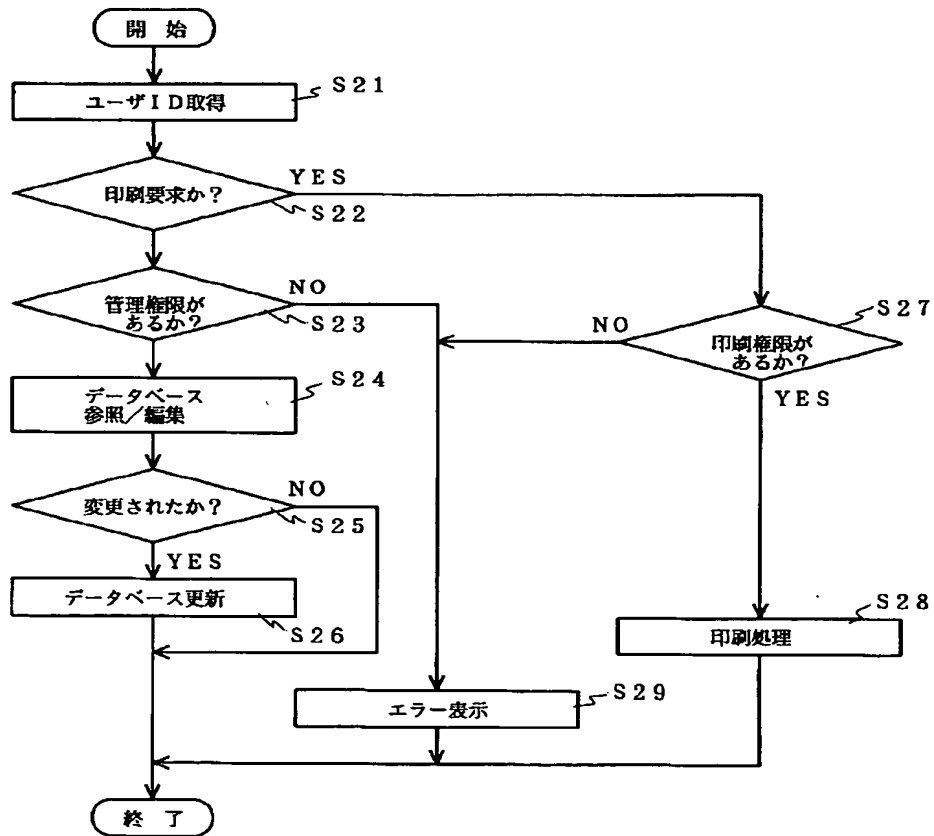 開 始
ユーザＩＤ取得
Ｓ２１
印刷要求か？
ＹＥＳ
Ｓ２２
管理権限が
あるか？
ＮＯ
Ｓ２３
印刷権限が
あるか？
Ｓ２７
ＮＯ
ＹＥＳ
データベース
参照／編集
Ｓ２４
変更されたか？
ＮＯ
Ｓ２５
ＹＥＳ
データベース更新
Ｓ２６
印刷処理
Ｓ２８
エラー表示
Ｓ２９
終 了